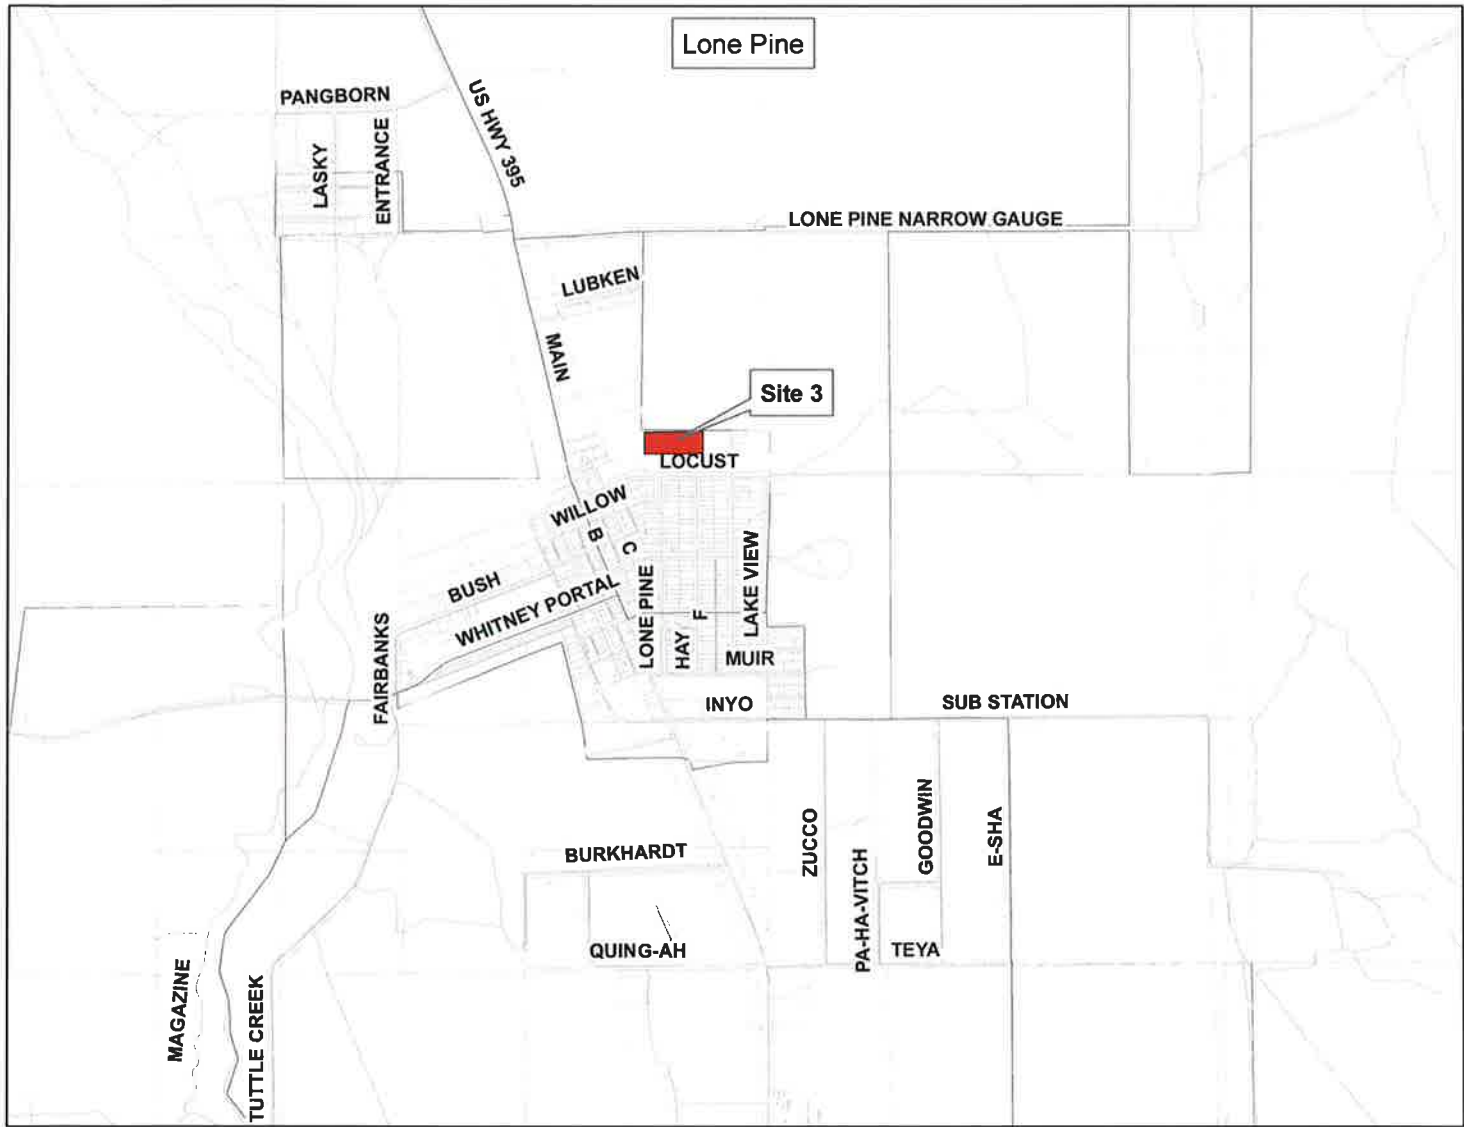 Lone Pine
PANGBORN
US HWY 395
LASKY
ENTRANCE
LONE PINE NARROW GAUGE
LUBKEN
MAIN
Site 3
LOCUST
WILLOW
B
C
LAKE VIEW
BUSH
WHITNEY PORTAL
LONE PINE
F
HAY
MUIR
FAIRBANKS
INYO
SUB STATION
ZUCCO
GOODWIN
E-SHA
BURKHARDT
PA-HA-VITCH
QUING-AH
TEYA
MAGAZINE
TUTTLE CREEK